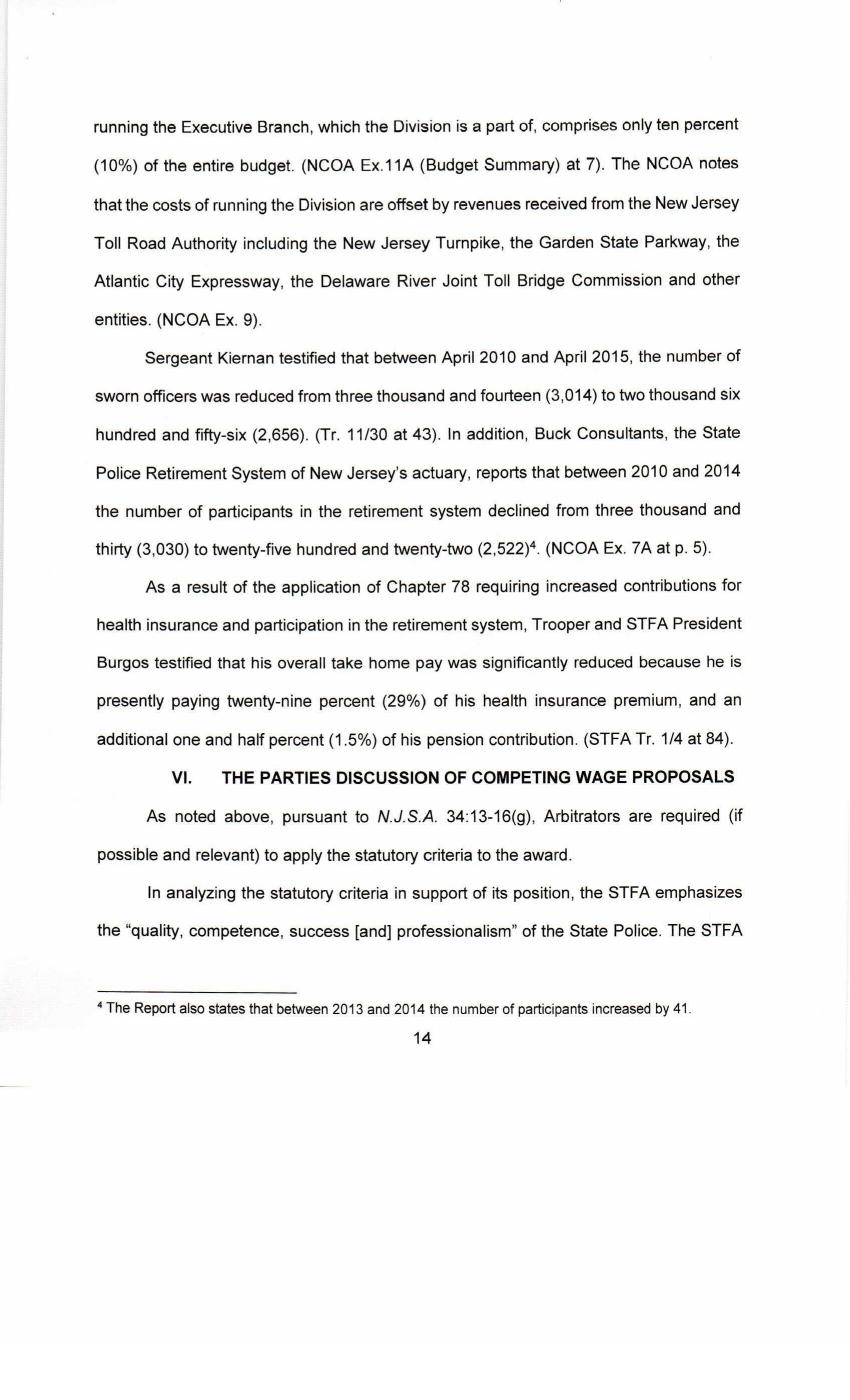 running the Executive Branch, which the Division is a part of, comprises only ten percent
(10%) of the entire budget. (NCOA Ex.11A (Budget Summary) at 7). The NCOA notes
that the costs of running the Division are offset by revenues received from the New Jersey
Toll Road Authority including the New Jersey Turnpike, the Garden State Parkway, the
Atlantic City Expressway, the Delaware River Joint Toll Bridge Commission and other
entities. (NCOA Ex. 9).
Sergeant Kiernan testified that between April 2010 and April 2015, the number of
sworn officers was reduced from three thousand and fourteen (3,014) to two thousand six
hundred and fifty-six (2,656). (Tr. 11/30 at 43). In addition, Buck Consultants, the State
Police Retirement System of New Jersey's actuary, reports that between 2010 and 2014
the number of participants in the retirement system declined from three thousand and
thirty (3,030) to twenty-five hundred and twenty-two (2,522)⁴. (NCOA Ex. 7A at p. 5).
As a result of the application of Chapter 78 requiring increased contributions for
health insurance and participation in the retirement system, Trooper and STFA President
Burgos testified that his overall take home pay was significantly reduced because he is
presently paying twenty-nine percent (29%) of his health insurance premium, and an
additional one and half percent (1.5%) of his pension contribution. (STFA Tr. 1/4 at 84).
VI. THE PARTIES DISCUSSION OF COMPETING WAGE PROPOSALS
As noted above, pursuant to N.J.S.A. 34:13-16(g), Arbitrators are required (if
possible and relevant) to apply the statutory criteria to the award.
In analyzing the statutory criteria in support of its position, the STFA emphasizes
the “quality, competence, success [and] professionalism” of the State Police. The STFA
⁴ The Report also states that between 2013 and 2014 the number of participants increased by 41.
14